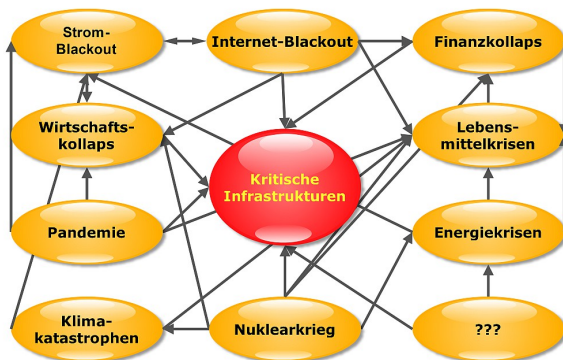 Strom-
Blackout
Internet-Blackout
Finanzkollaps
Wirtschafts-
kollaps
Kritische
Infrastrukturen
Lebens-
mittelkrisen
Pandemie
Energiekrisen
Klima-
katastrophen
Nuklearkrieg
???